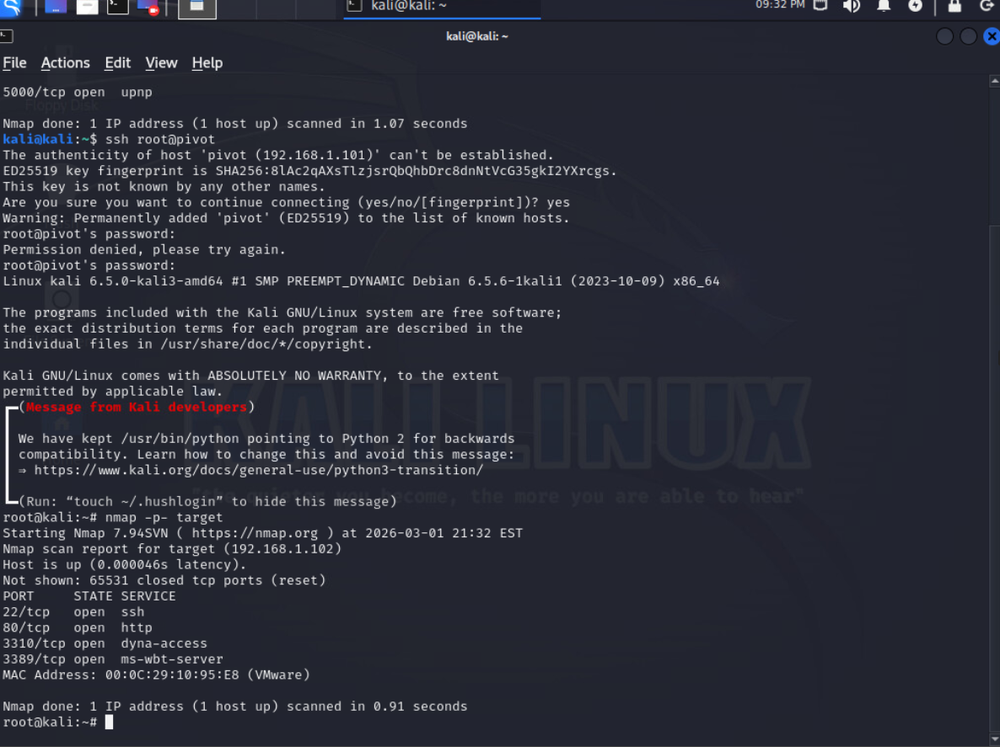 kali@kali: ~
09:32 PM
kali@kali: ~
File Actions Edit View Help
5000/tcp open  upnp
Floppy Disk
Nmap done: 1 IP address (1 host up) scanned in 1.07 seconds
kali@kali:~$ ssh root@pivot
The authenticity of host 'pivot (192.168.1.101)' can't be established.
ED25519 key fingerprint is SHA256:8lAc2qAXsTlzjsrQbQhbDrc8dnNtVcG35gkI2YXrcgs.
This key is not known by any other names.
Are you sure you want to continue connecting (yes/no/[fingerprint])? yes
Warning: Permanently added 'pivot' (ED25519) to the list of known hosts.
root@pivot's password:
Permission denied, please try again.
root@pivot's password:
Linux kali 6.5.0-kali3-amd64 #1 SMP PREEMPT_DYNAMIC Debian 6.5.6-1kali1 (2023-10-09) x86_64
The programs included with the Kali GNU/Linux system are free software;
the exact distribution terms for each program are described in the
individual files in /usr/share/doc/*/copyright.
Kali GNU/Linux comes with ABSOLUTELY NO WARRANTY, to the extent
permitted by applicable law.
(Message from Kali developers)
We have kept /usr/bin/python pointing to Python 2 for backwards
compatibility. Learn how to change this and avoid this message:
⇒ https://www.kali.org/docs/general-use/python3-transition/
KALI LINUX
"the quieter you become, the more you are able to hear"
(Run: “touch ~/.hushlogin” to hide this message)
root@kali:~# nmap -p- target
Starting Nmap 7.94SVN ( https://nmap.org ) at 2026-03-01 21:32 EST
Nmap scan report for target (192.168.1.102)
Host is up (0.000046s latency).
Not shown: 65531 closed tcp ports (reset)
PORT     STATE SERVICE
22/tcp   open  ssh
80/tcp   open  http
3310/tcp open  dyna-access
3389/tcp open  ms-wbt-server
MAC Address: 00:0C:29:10:95:E8 (VMware)
Nmap done: 1 IP address (1 host up) scanned in 0.91 seconds
root@kali:~#